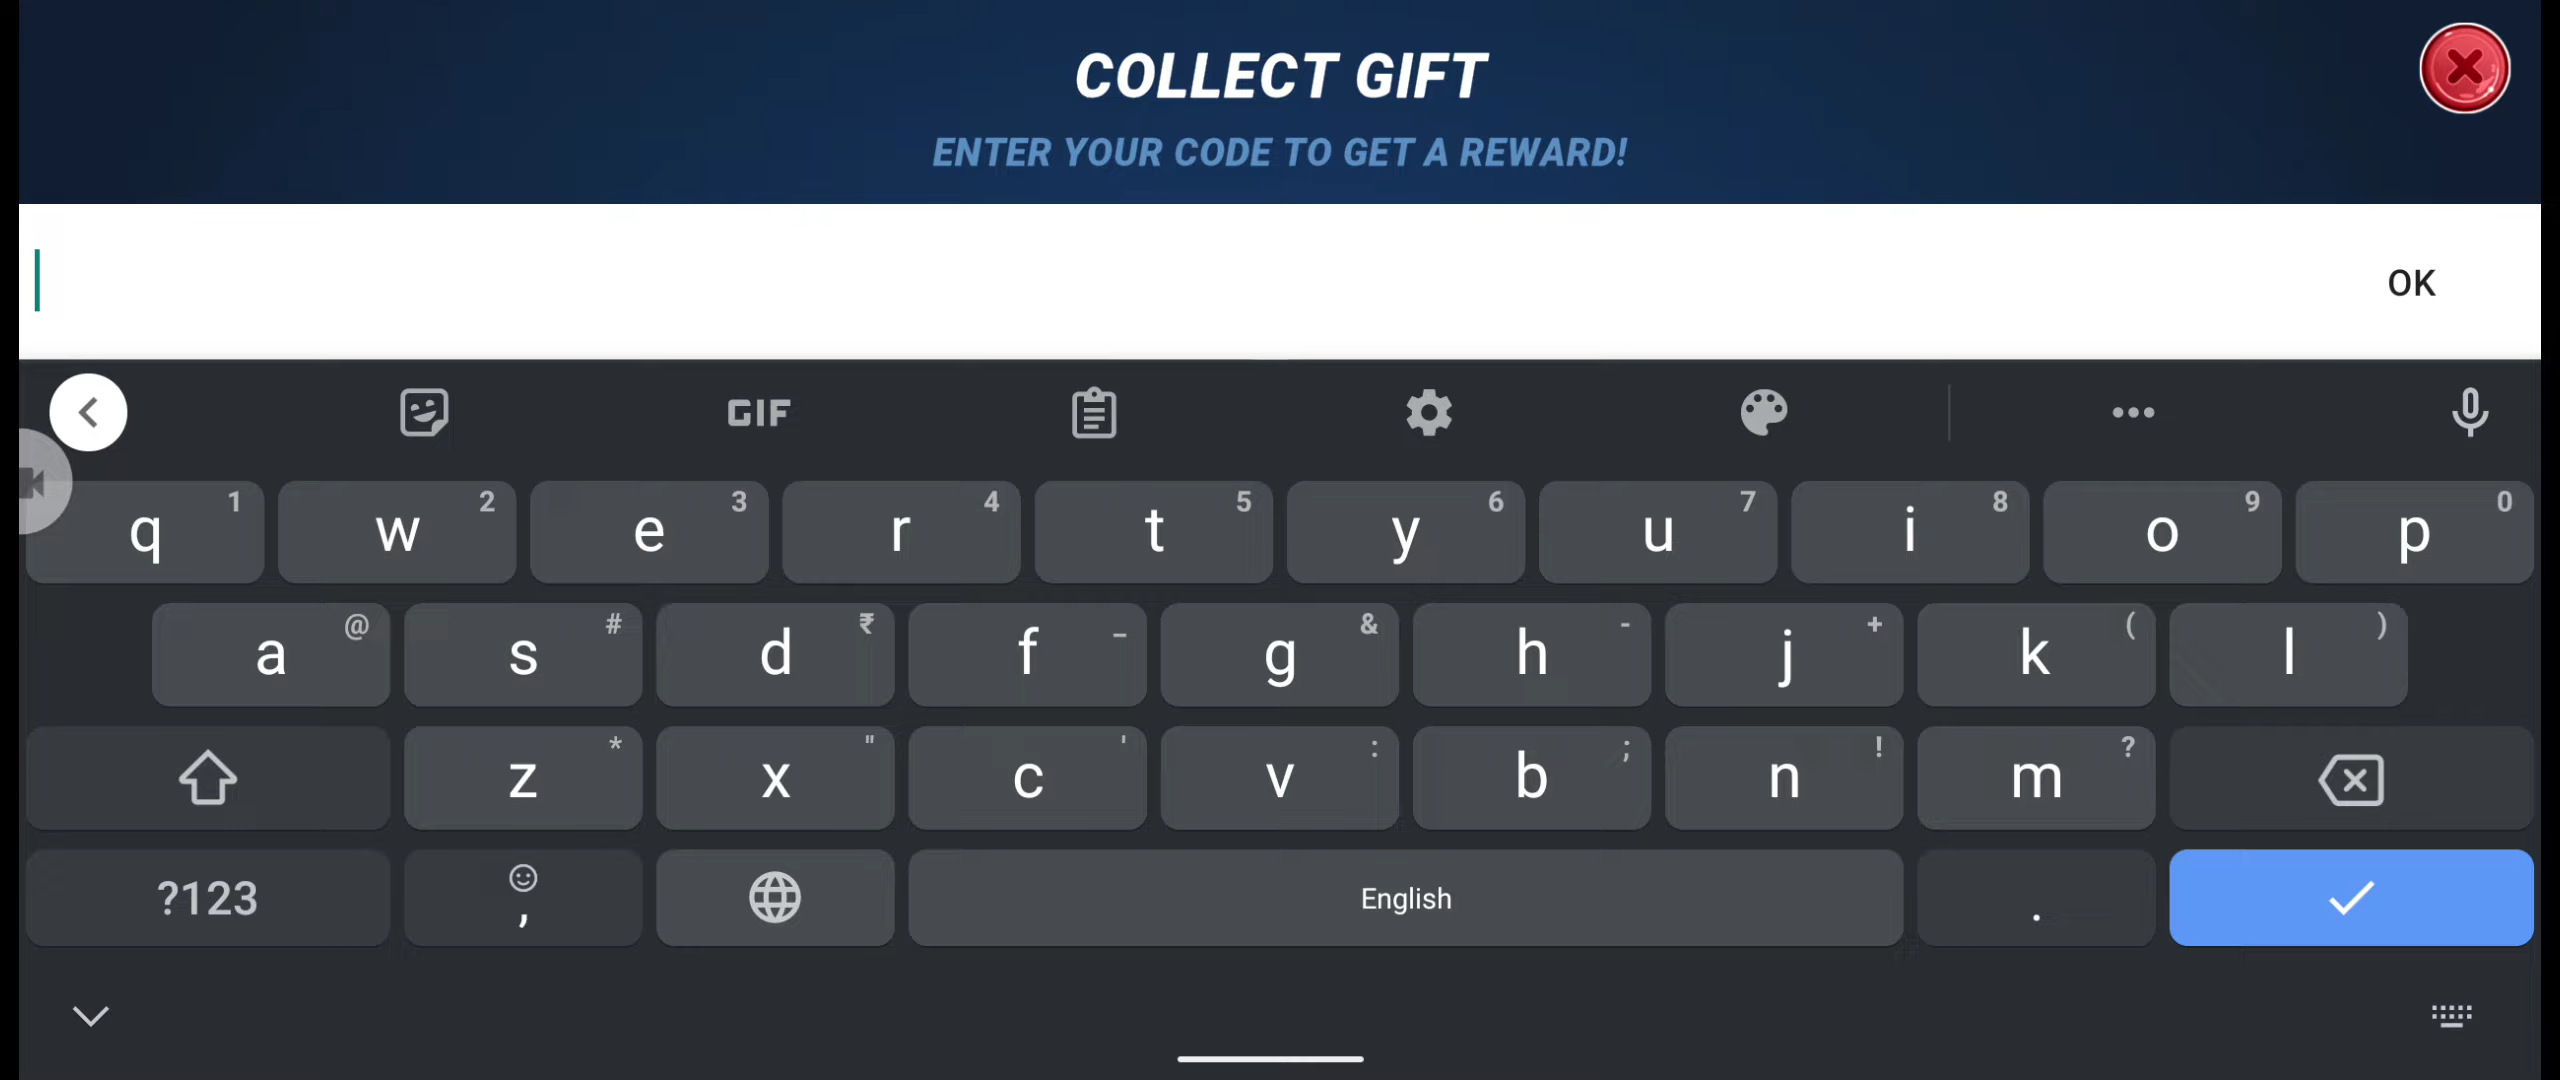 COLLECT GIFT
ENTER YOUR CODE TO GET A REWARD!
OK
GIF
q 1 w 2 e 3 r 4 t 5 y 6 u 7 i 8 o 9 p 0
a @ s # d ₹ f _ g & h - j + k ( l )
z * x " c ' v : b ; n ! m ?
?123 , English .